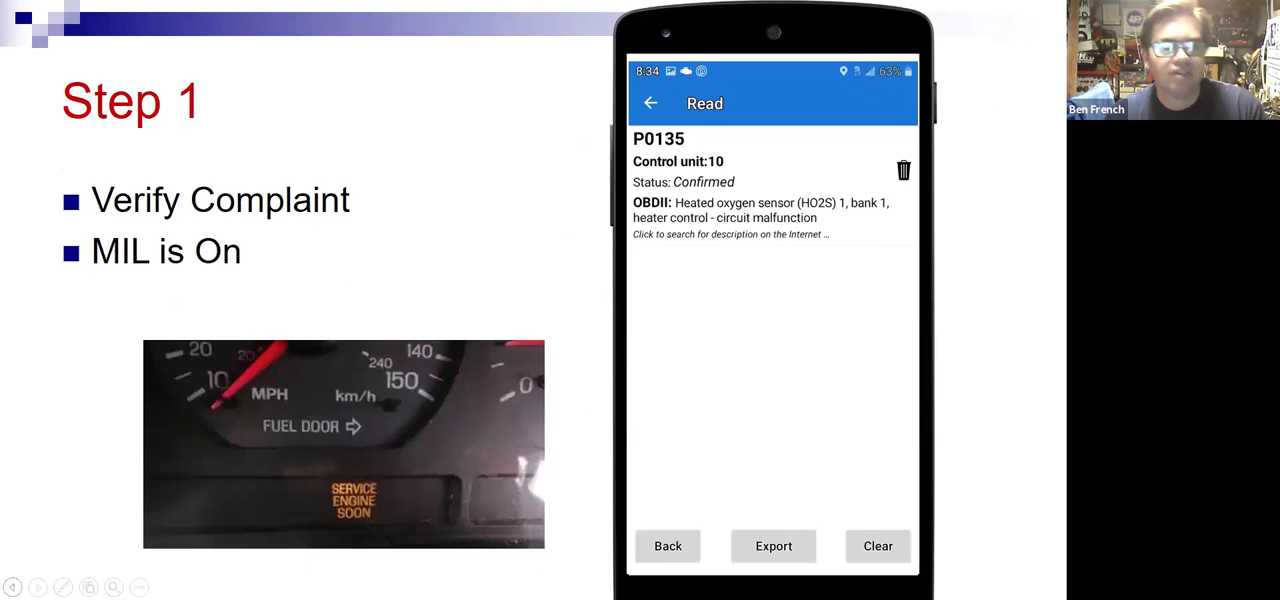 Step 1
Verify Complaint
MIL is On
20
20
10
MPH
km/h
240
140
150
0
FUEL DOOR
SERVICE
ENGINE
SOON
8:34
63%
Read
P0135
Control unit:10
Status: Confirmed
OBDII: Heated oxygen sensor (HO2S) 1, bank 1,
heater control - circuit malfunction
Click to search for description on the Internet ...
Back
Export
Clear
Ben French